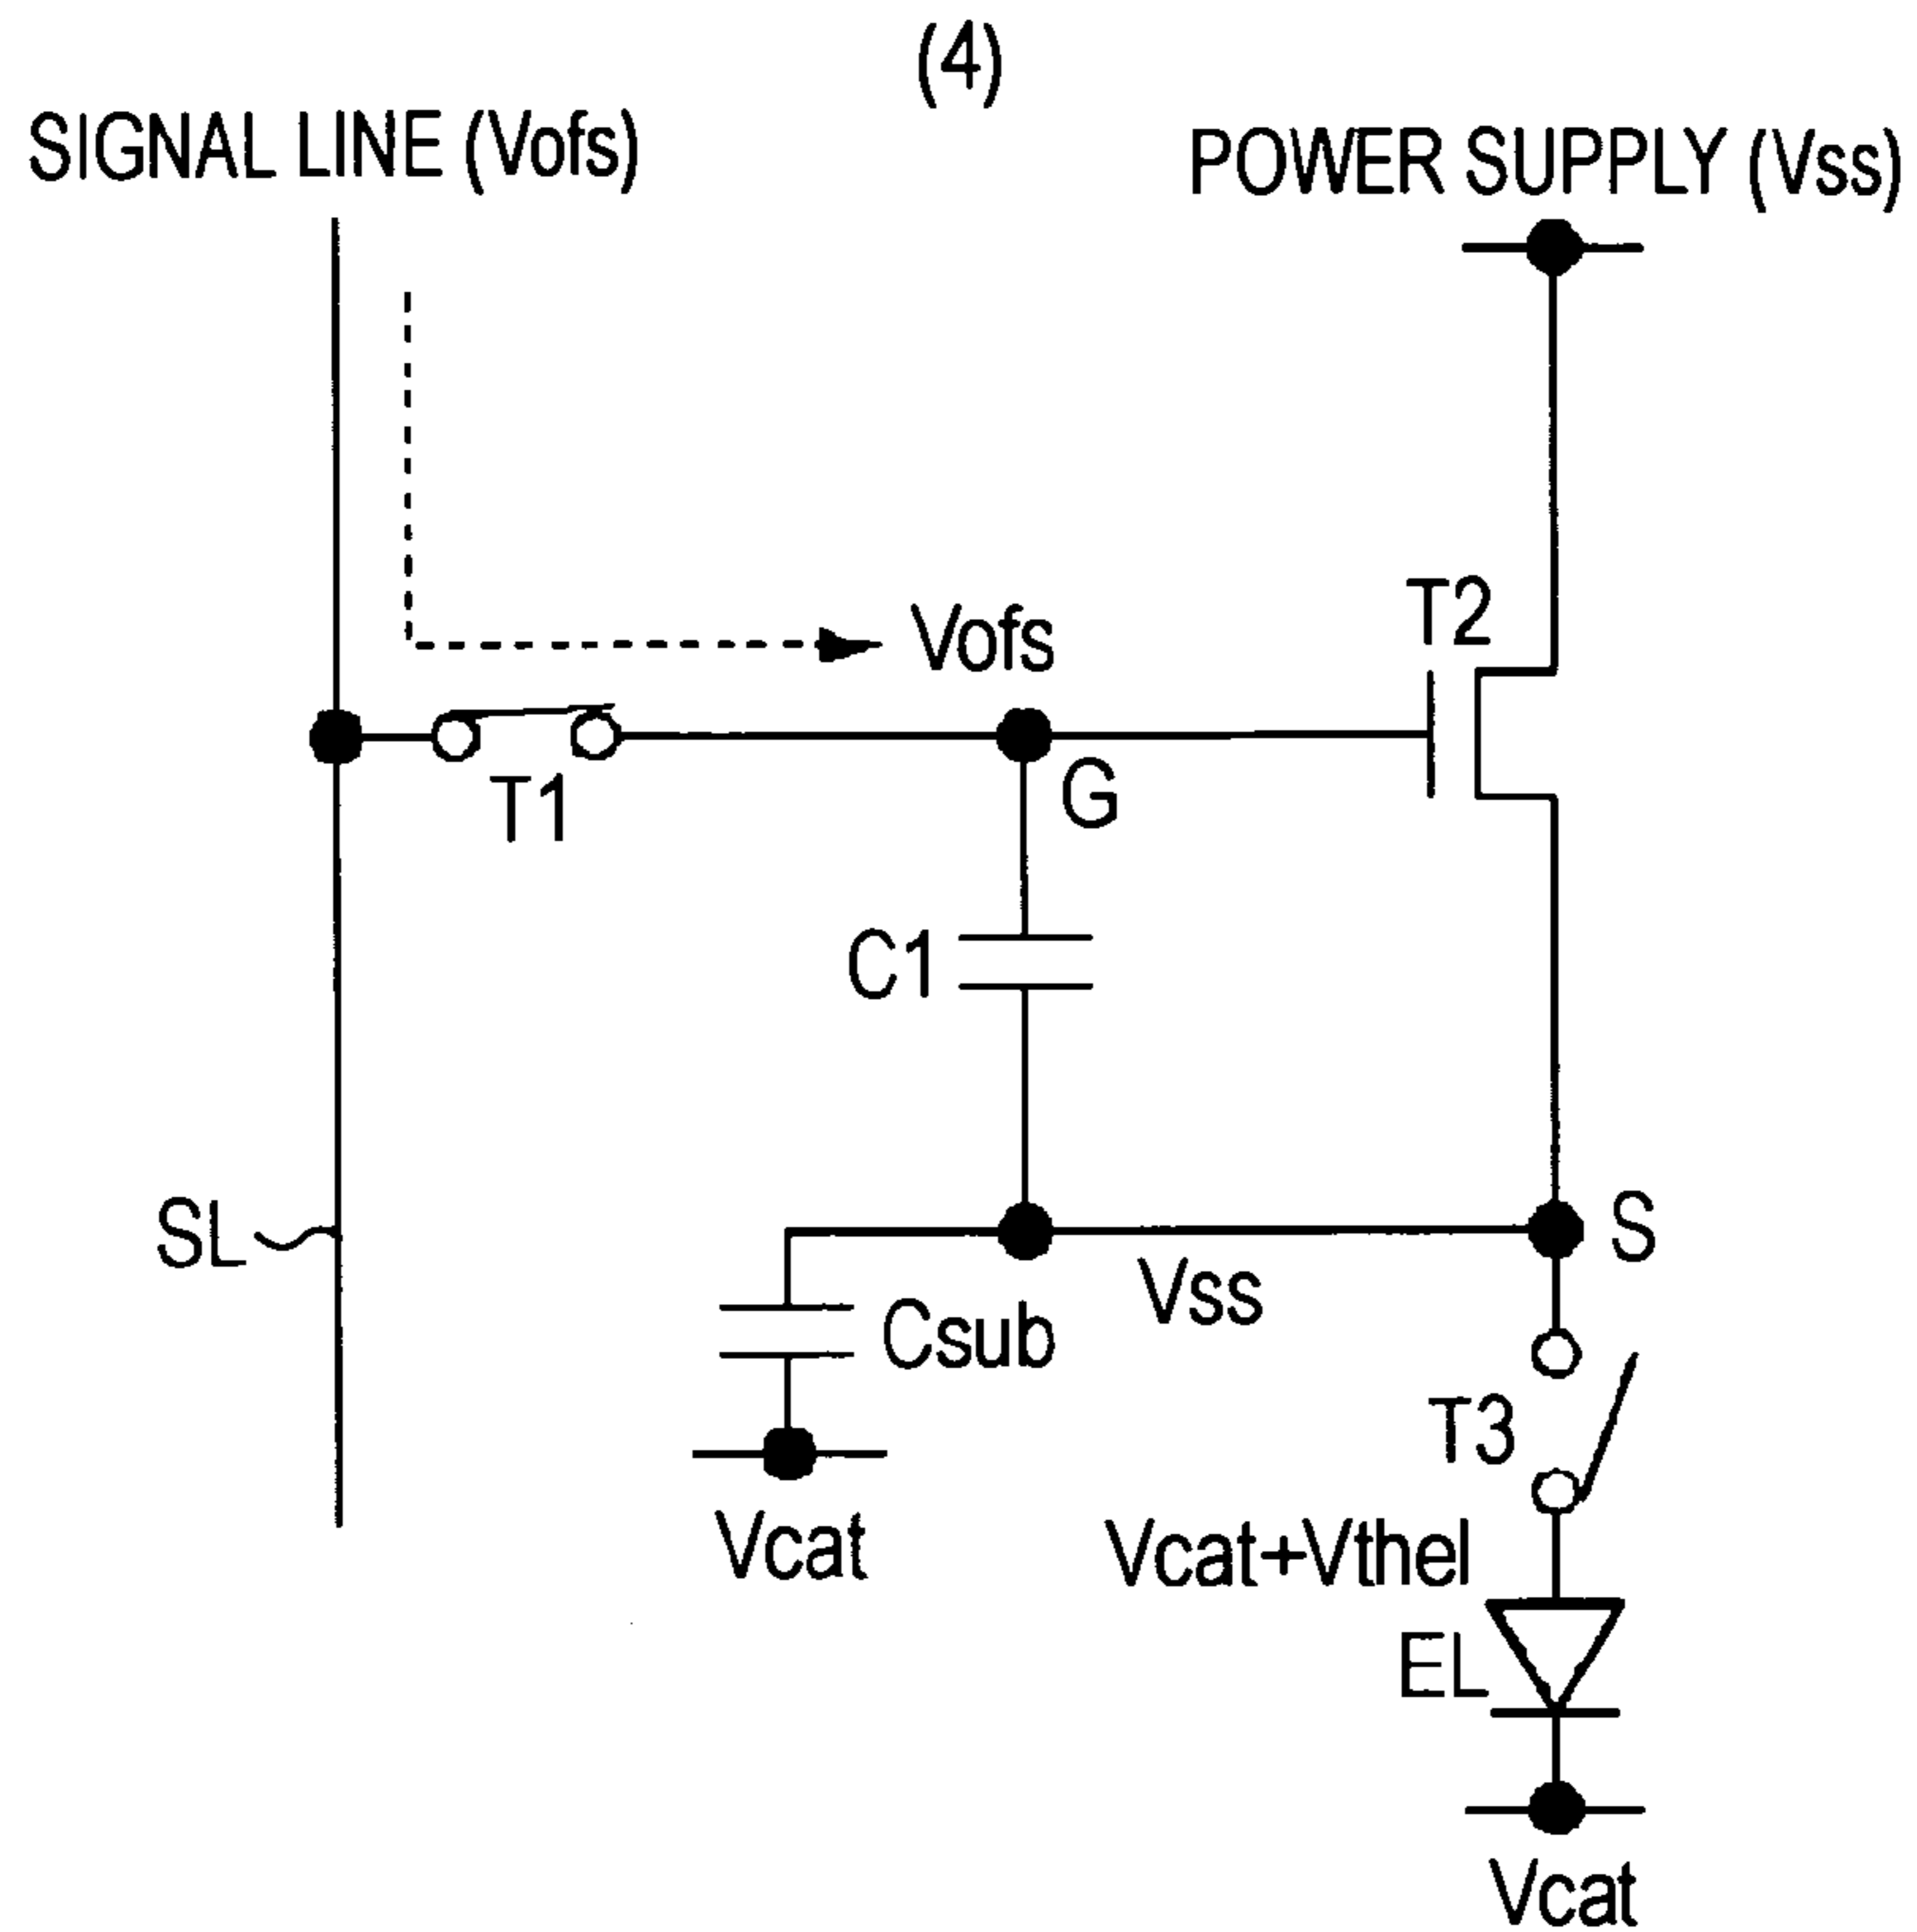 (4)
SIGNAL LINE (Vofs)
POWER SUPPLY (Vss)
T2
Vofs
T1
G
C1
SL
S
Vss
Csub
T3
Vcat
Vcat+Vthel
EL
Vcat